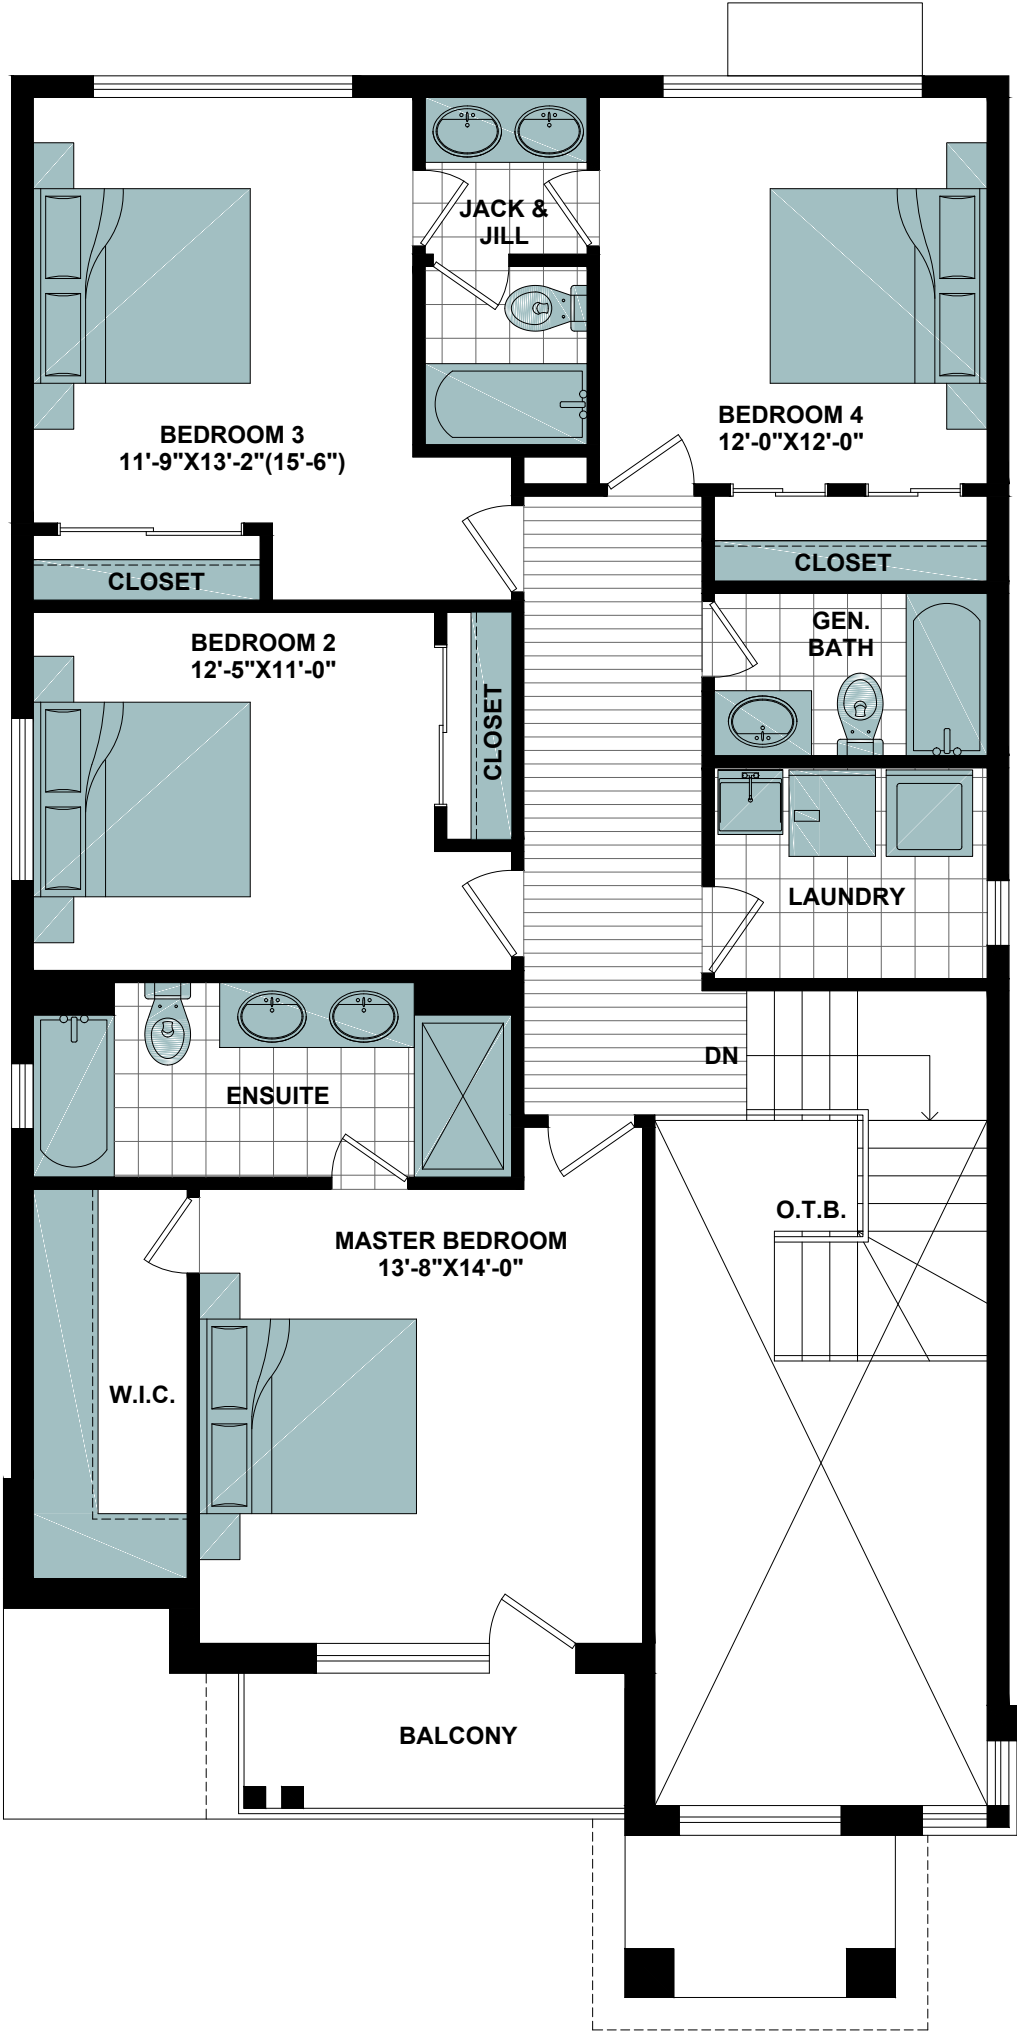 JACK &
JILL
BEDROOM 3
11'-9"X13'-2"(15'-6")
BEDROOM 4
12'-0"X12'-0"
CLOSET
CLOSET
BEDROOM 2
12'-5"X11'-0"
GEN.
BATH
CLOSET
LAUNDRY
DN
ENSUITE
O.T.B.
MASTER BEDROOM
13'-8"X14'-0"
W.I.C.
BALCONY